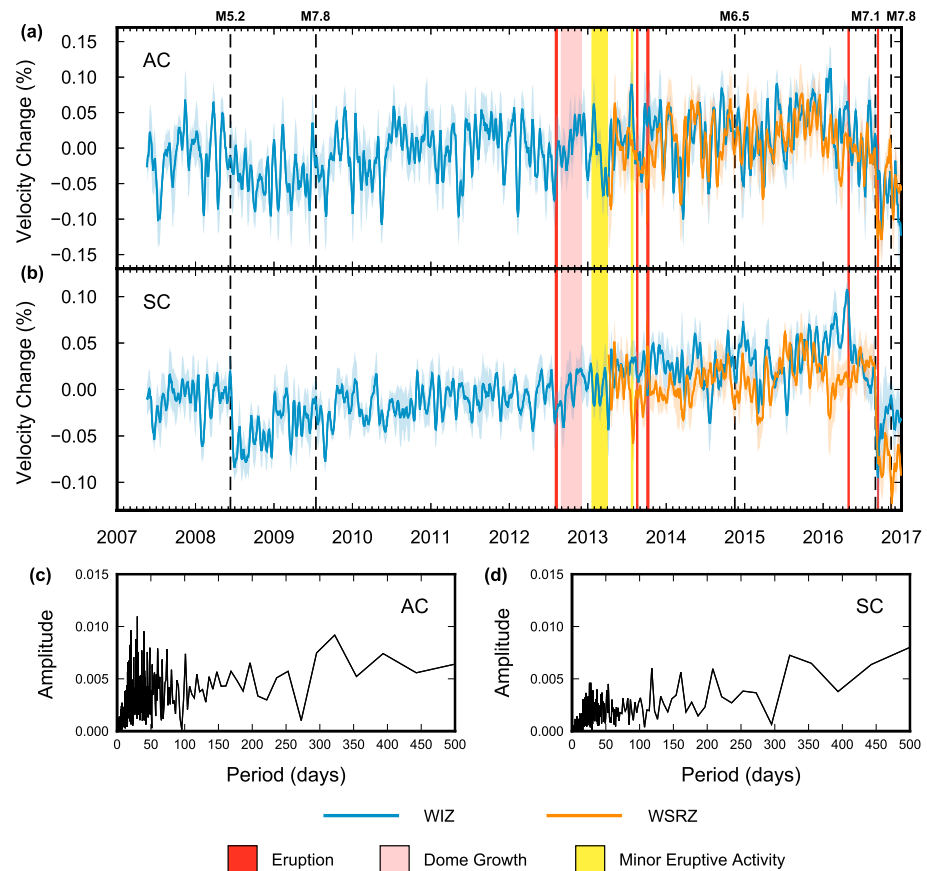 M5.2 M7.8 M6.5 M7.1 M7.8
(a)
AC
Velocity Change (%)
0.15
0.10
0.05
0.00
−0.05
−0.10
−0.15
(b)
SC
Velocity Change (%)
0.10
0.05
0.00
−0.05
−0.10
2007 2008 2009 2010 2011 2012 2013 2014 2015 2016 2017
(c)
AC
Amplitude
0.015
0.010
0.005
0.000
0 50 100 150 200 250 300 350 400 450 500
Period (days)
(d)
SC
Amplitude
0.015
0.010
0.005
0.000
0 50 100 150 200 250 300 350 400 450 500
Period (days)
WIZ WSRZ
Eruption Dome Growth Minor Eruptive Activity